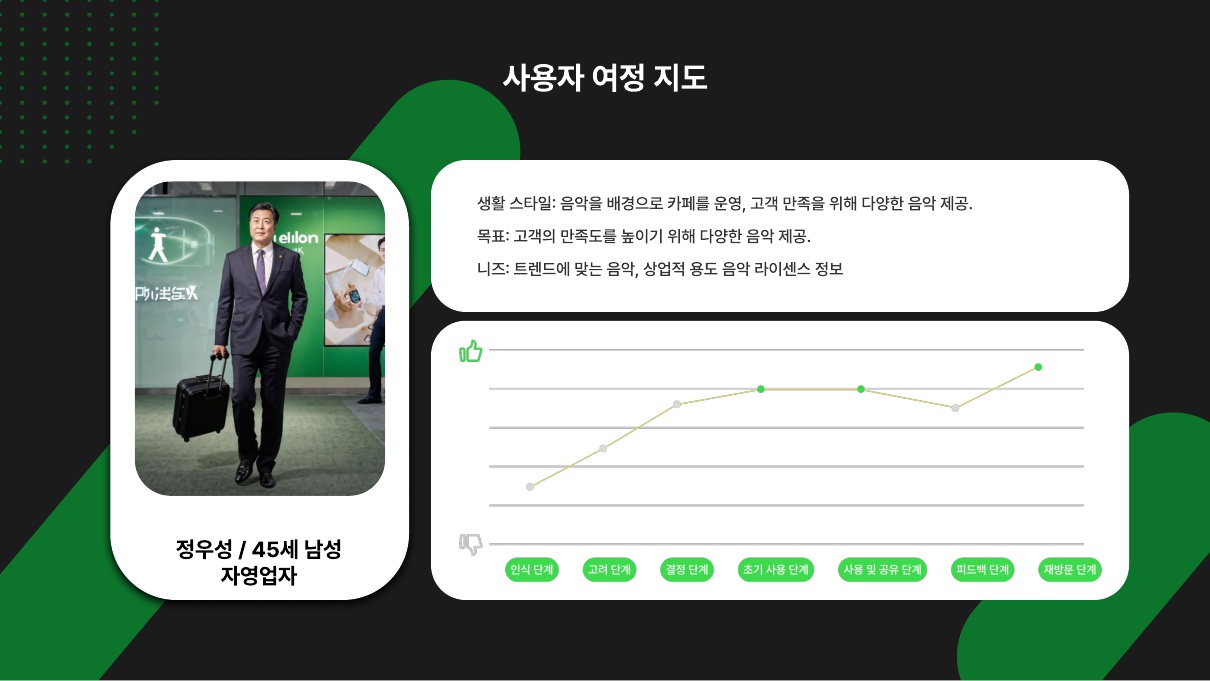 사용자 여정 지도
생활 스타일: 음악을 배경으로 카페를 운영, 고객 만족을 위해 다양한 음악 제공.
목표: 고객의 만족도를 높이기 위해 다양한 음악 제공.
니즈: 트렌드에 맞는 음악, 상업적 용도 음악 라이센스 정보
정우성 / 45세 남성
자영업자
인식 단계
고려 단계
결정 단계
초기 사용 단계
사용 및 공유 단계
피드백 단계
재방문 단계